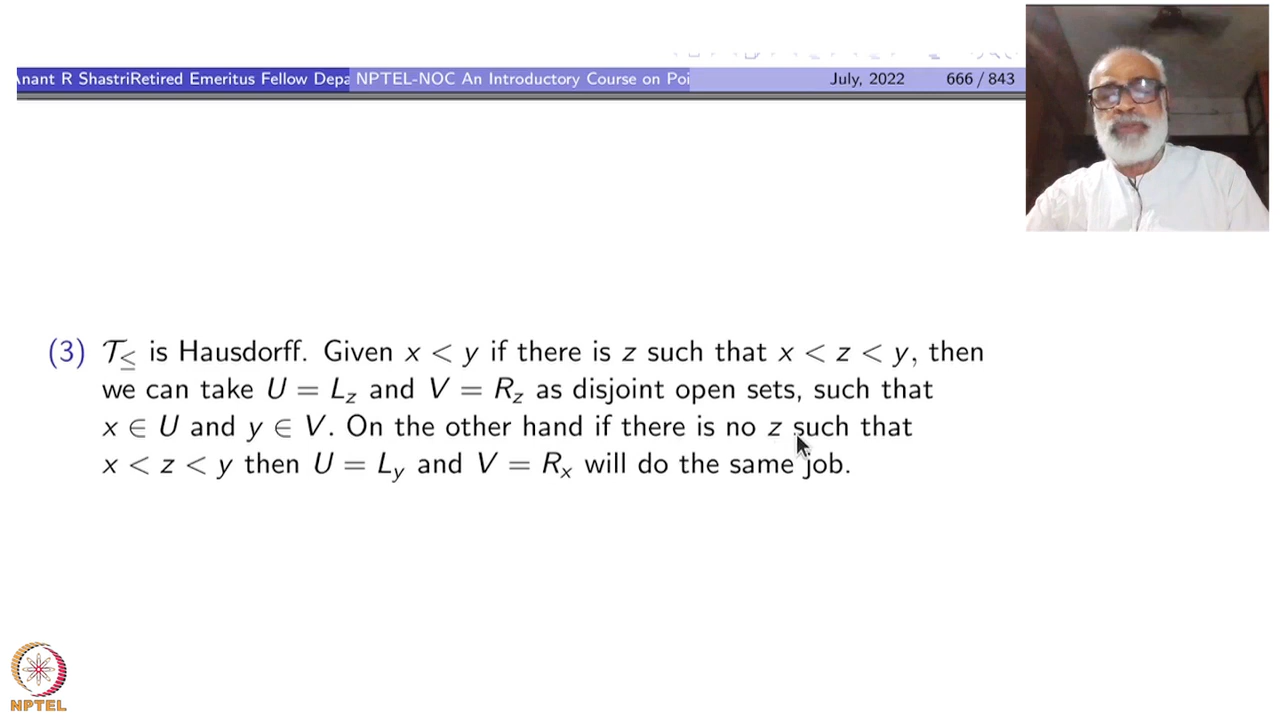 nant R ShastriRetired Emeritus Fellow Depa NPTEL-NOC An Introductory Course on Poi July, 2022 666 / 843
(3) 𝒯≤ is Hausdorff. Given x < y if there is z such that x < z < y, then
we can take U = L_z and V = R_z as disjoint open sets, such that
x ∈ U and y ∈ V. On the other hand if there is no z such that
x < z < y then U = L_y and V = R_x will do the same job.
NPTEL